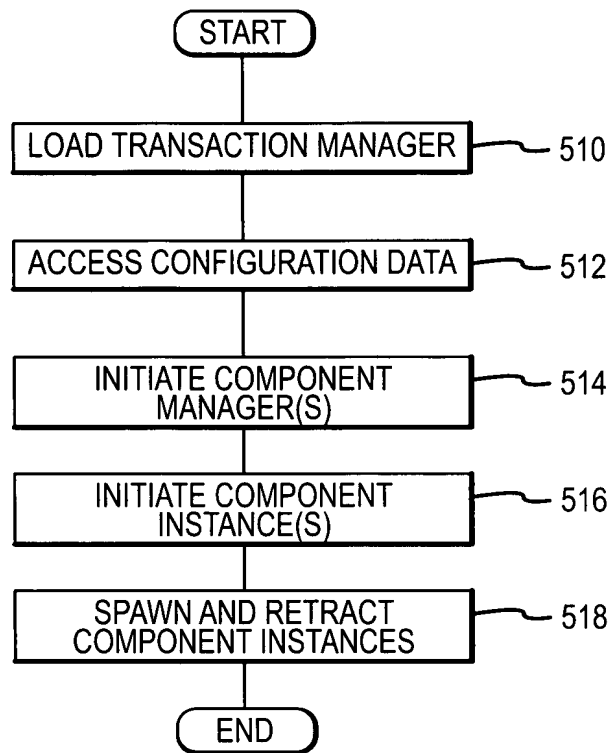 START
LOAD TRANSACTION MANAGER
510
ACCESS CONFIGURATION DATA
512
INITIATE COMPONENT
MANAGER(S)
514
INITIATE COMPONENT
INSTANCE(S)
516
SPAWN AND RETRACT
COMPONENT INSTANCES
518
END